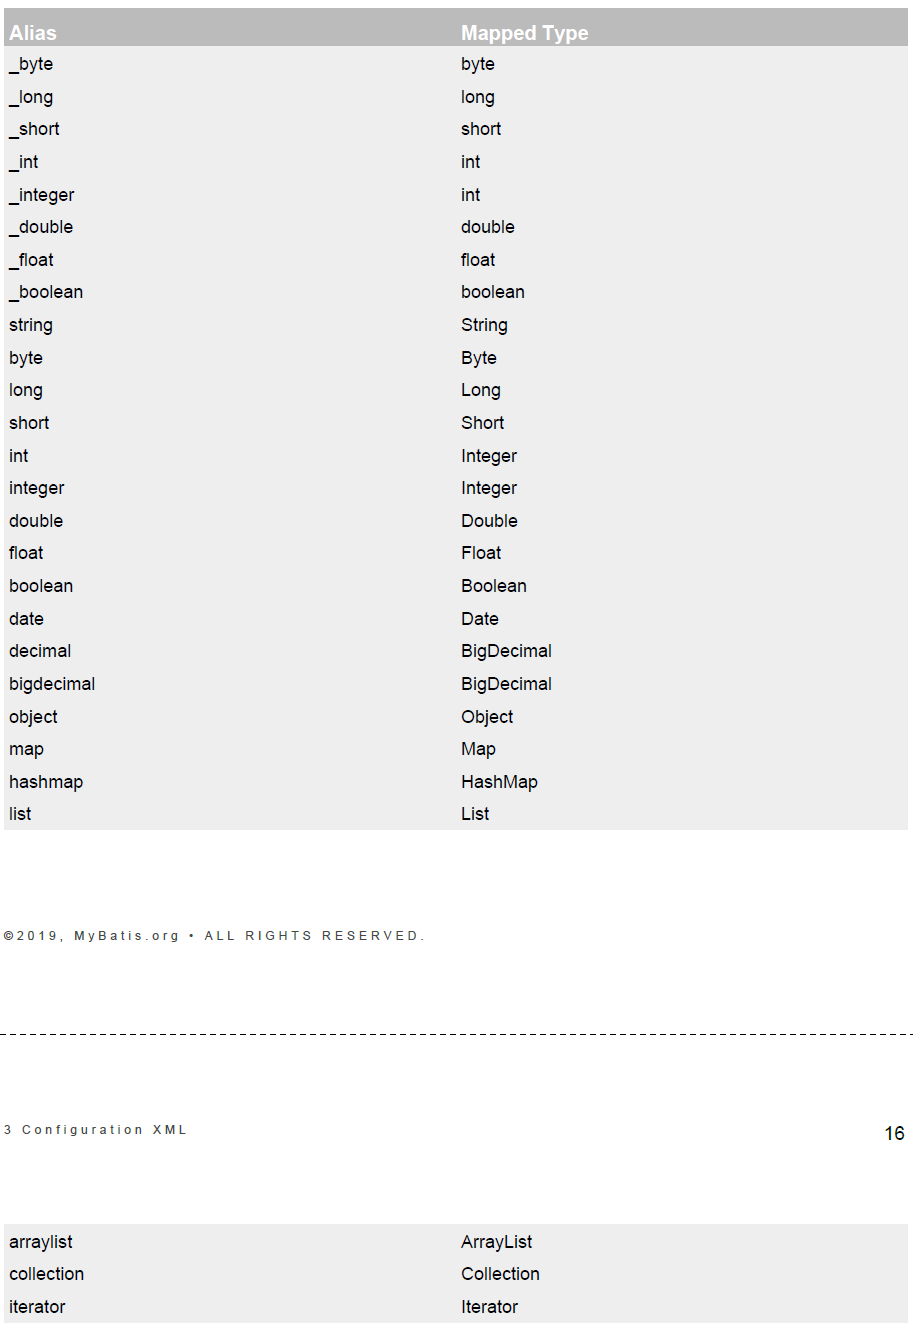 Alias Mapped Type
_byte byte
_long long
_short short
_int int
_integer int
_double double
_float float
_boolean boolean
string String
byte Byte
long Long
short Short
int Integer
integer Integer
double Double
float Float
boolean Boolean
date Date
decimal BigDecimal
bigdecimal BigDecimal
object Object
map Map
hashmap HashMap
list List
©2019, MyBatis.org • ALL RIGHTS RESERVED.
3 Configuration XML 16
arraylist ArrayList
collection Collection
iterator Iterator